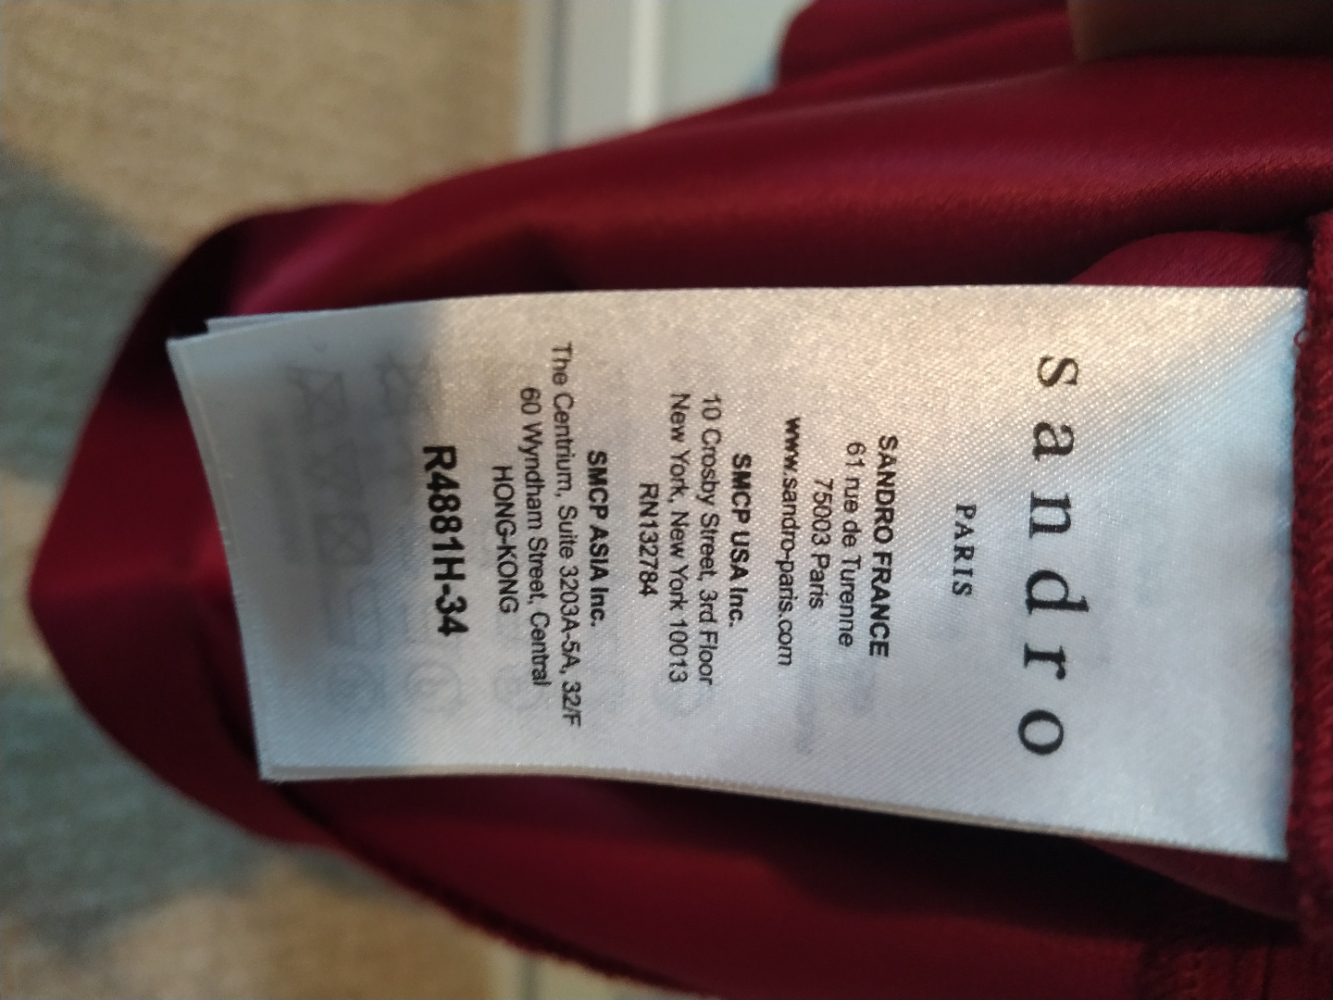 sandro
PARIS
SANDRO FRANCE
61 rue de Turenne
75003 Paris
www.sandro-paris.com
SMCP USA Inc.
10 Crosby Street, 3rd Floor
New York, New York 10013
RN132784
SMCP ASIA Inc.
The Centrium, Suite 3203A-5A, 32/F
60 Wyndham Street, Central
HONG-KONG
R4881H-34